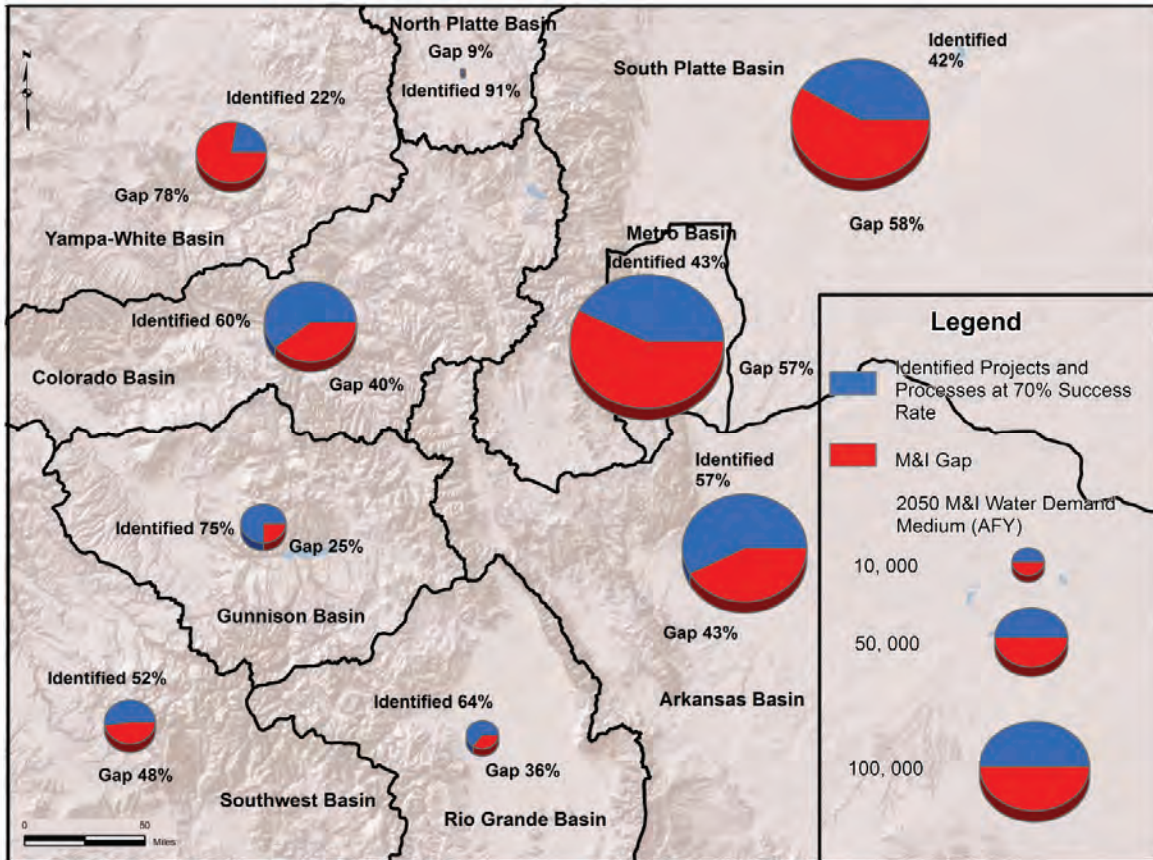 North Platte Basin
Gap 9%
Identified 91%
South Platte Basin
Identified
42%
Gap 58%
N
Identified 22%
Gap 78%
Yampa-White Basin
Metro Basin
Identified 43%
Gap 57%
Identified 60%
Colorado Basin
Gap 40%
Identified
57%
Gap 43%
Arkansas Basin
Identified 75%
Gap 25%
Gunnison Basin
Identified 52%
Gap 48%
Southwest Basin
Identified 64%
Gap 36%
Rio Grande Basin
0
50
Miles
Legend
Identified Projects and
Processes at 70% Success
Rate
M&I Gap
2050 M&I Water Demand
Medium (AFY)
10, 000
50, 000
100, 000